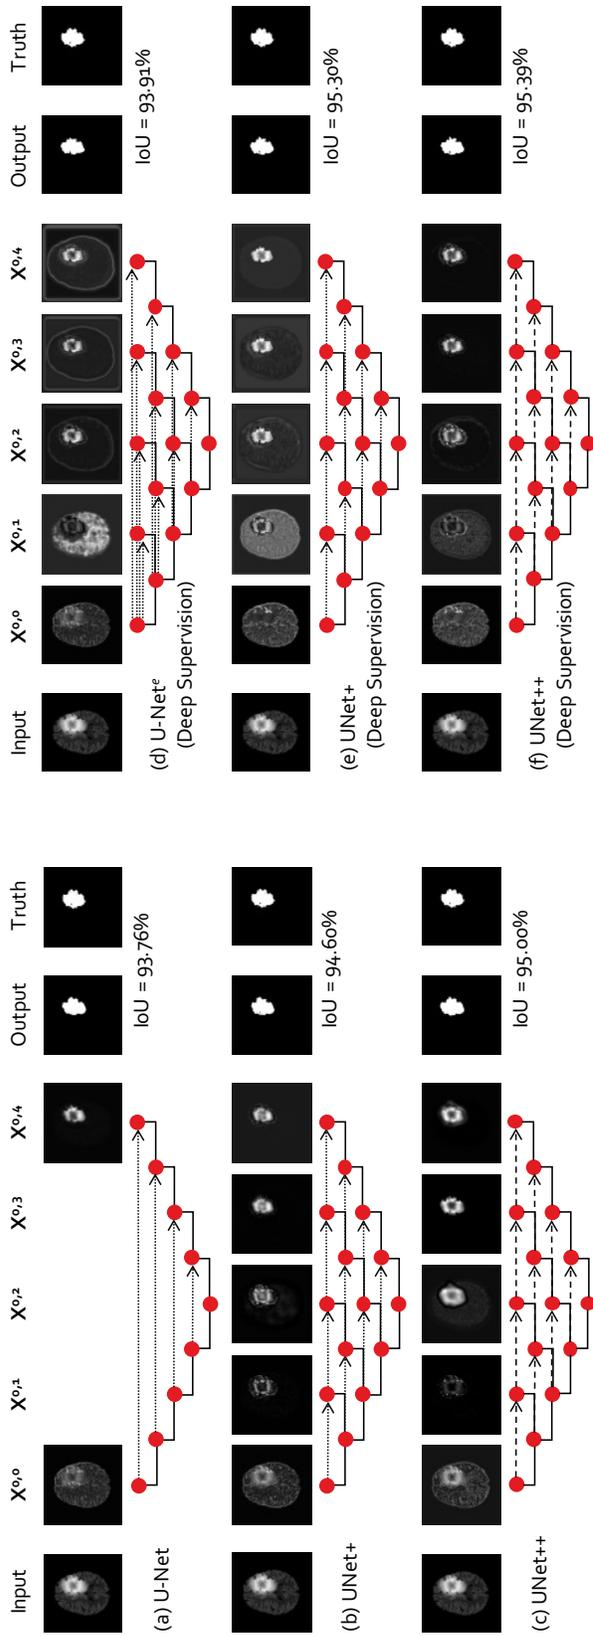 Input X⁰,⁰ X⁰,¹ X⁰,² X⁰,³ X⁰,⁴ Output Truth
(a) U-Net
IoU = 93.76%
(b) UNet+
IoU = 94.60%
(c) UNet++
IoU = 95.00%
Input X⁰,⁰ X⁰,¹ X⁰,² X⁰,³ X⁰,⁴ Output Truth
(d) U-Netᵉ
(Deep Supervision)
IoU = 93.91%
(e) UNet+
(Deep Supervision)
IoU = 95.30%
(f) UNet++
(Deep Supervision)
IoU = 95.39%